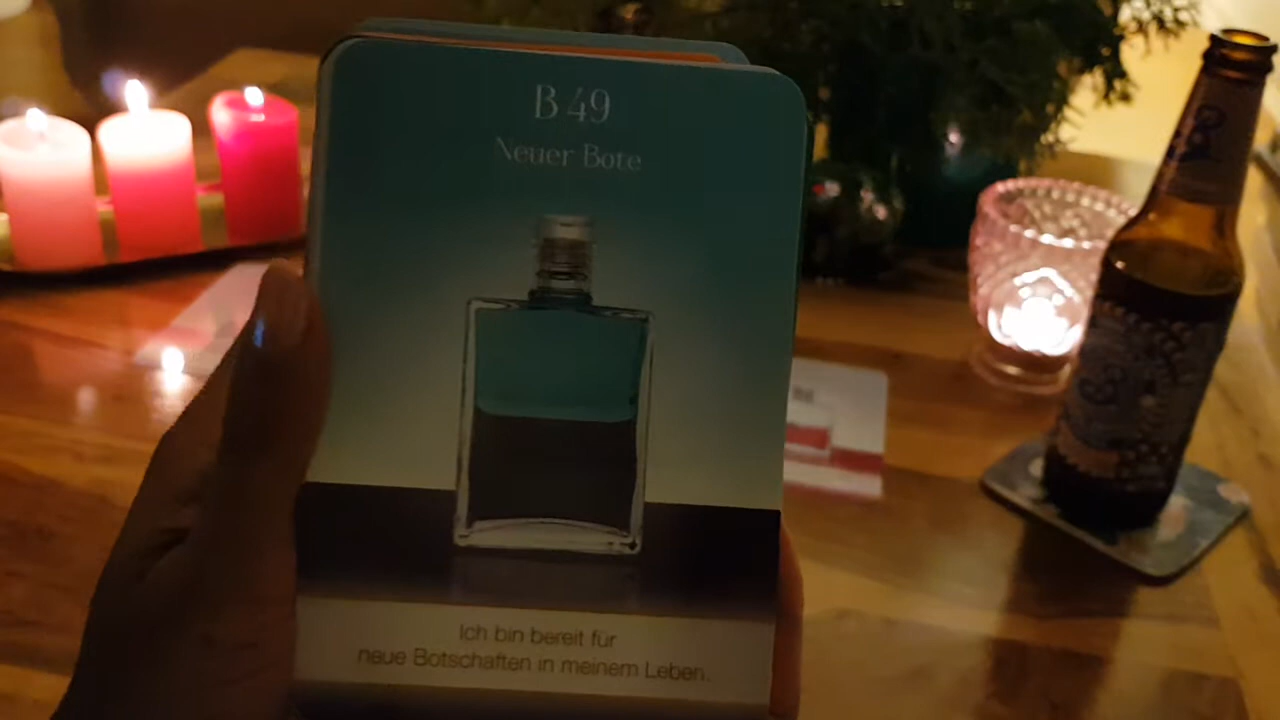 B 49
Neuer Bote
Ich bin bereit für
neue Botschaften in meinem Leben.